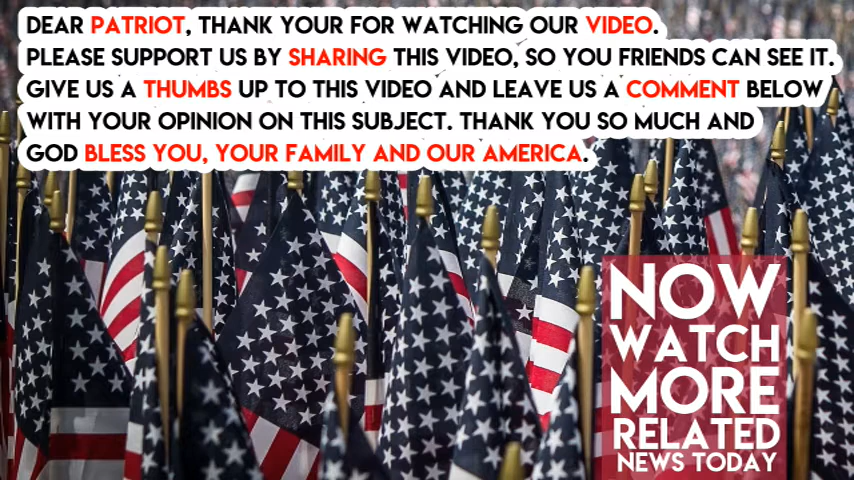 DEAR PATRIOT, THANK YOUR FOR WATCHING OUR VIDEO.
PLEASE SUPPORT US BY SHARING THIS VIDEO, SO YOU FRIENDS CAN SEE IT.
GIVE US A THUMBS UP TO THIS VIDEO AND LEAVE US A COMMENT BELOW
WITH YOUR OPINION ON THIS SUBJECT. THANK YOU SO MUCH AND
GOD BLESS YOU, YOUR FAMILY AND OUR AMERICA.
NOW
WATCH
MORE
RELATED
NEWS TODAY